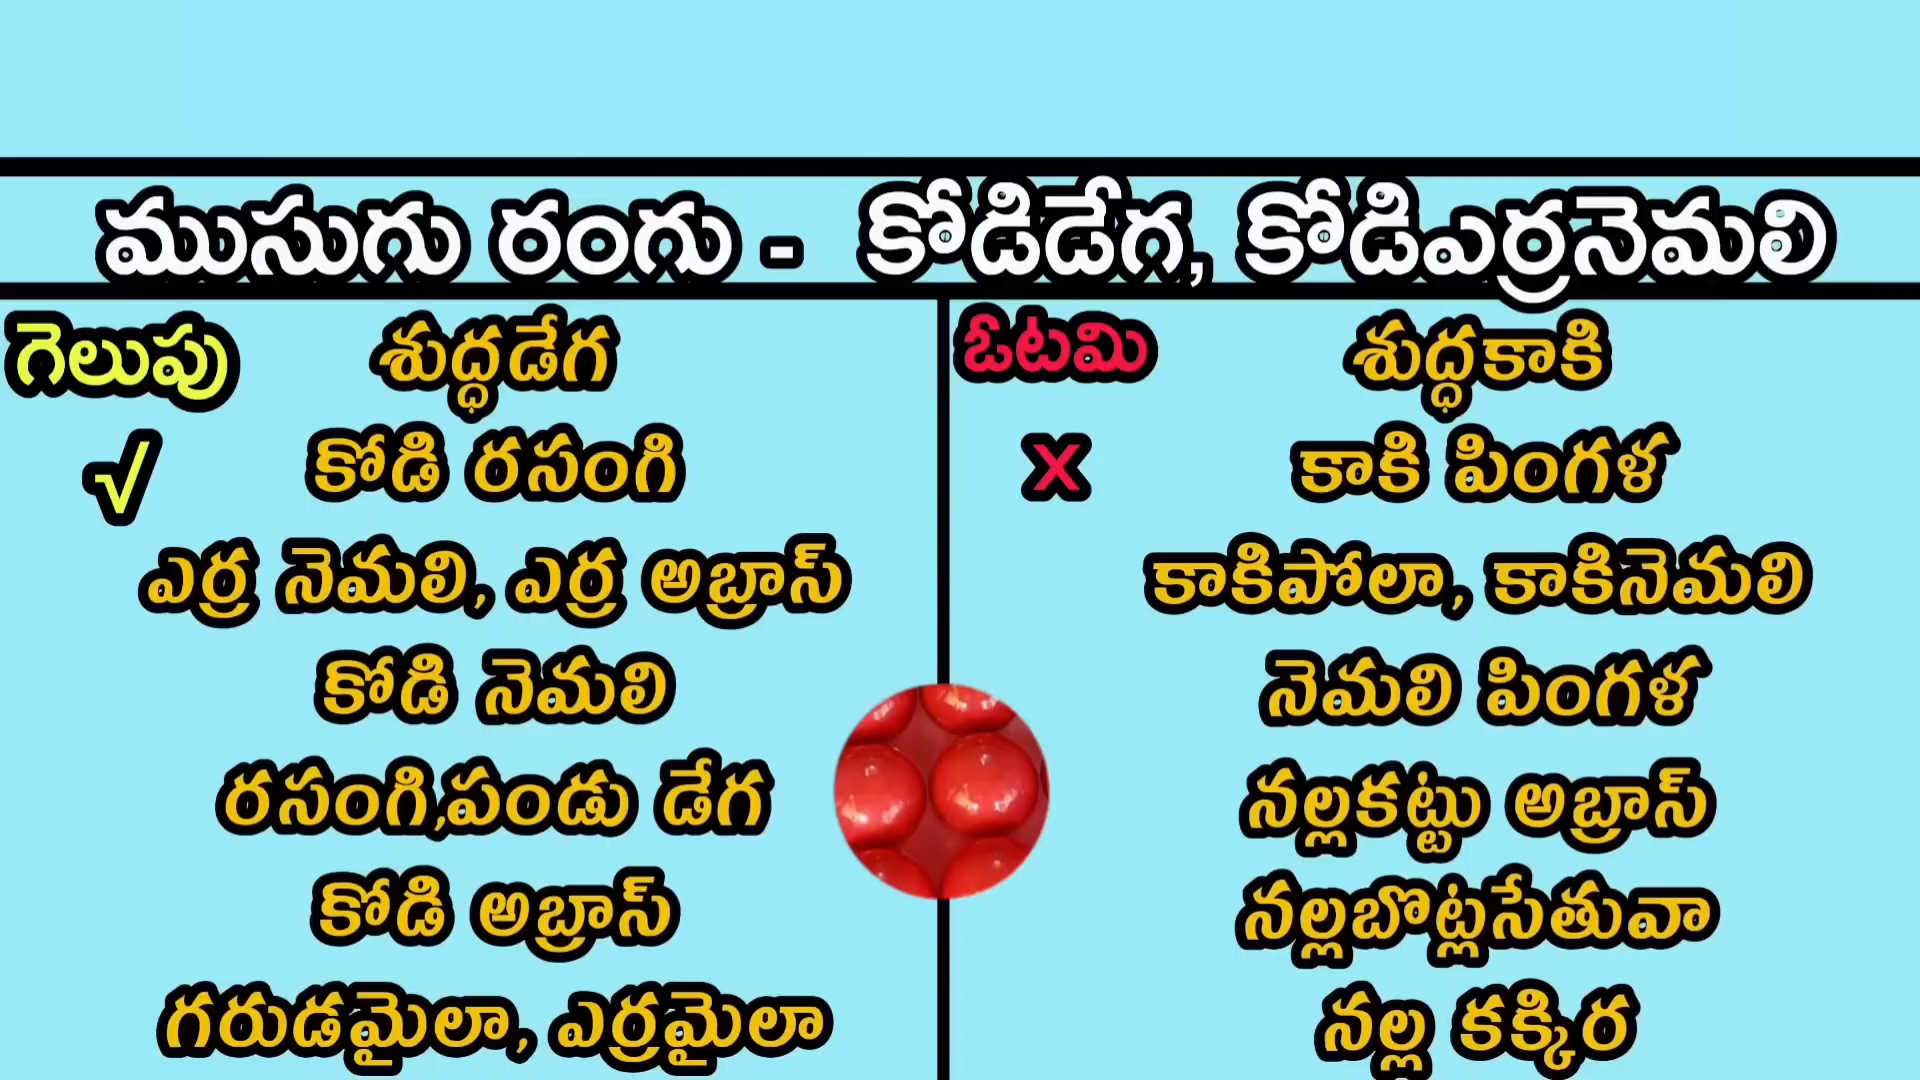 ముసుగు రంగు - కోడిడేగ, కోడిఎర్రనెమలి
గెలుపు
√
శుద్ధడేగ
కోడి రసంగి
ఎర్ర నెమలి, ఎర్ర అబ్రాస్
కోడి నెమలి
రసంగి,పండు డేగ
కోడి అబ్రాస్
గరుడమైలా, ఎర్రమైలా
ఓటమి
x
శుద్ధకాకి
కాకి పింగళ
కాకిపోలా, కాకినెమలి
నెమలి పింగళ
నల్లకట్టు అబ్రాస్
నల్లబొట్లసేతువా
నల్ల కక్కిర